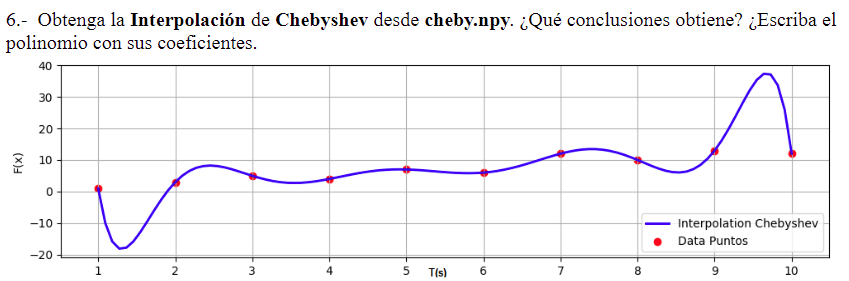 6.- Obtenga la Interpolación de Chebyshev desde cheby.npy. ¿Qué conclusiones obtiene? ¿Escriba el
polinomio con sus coeficientes.
40
30
20
10
0
−10
−20
F(x)
1 2 3 4 5 6 7 8 9 10
T(s)
Interpolation Chebyshev
Data Puntos